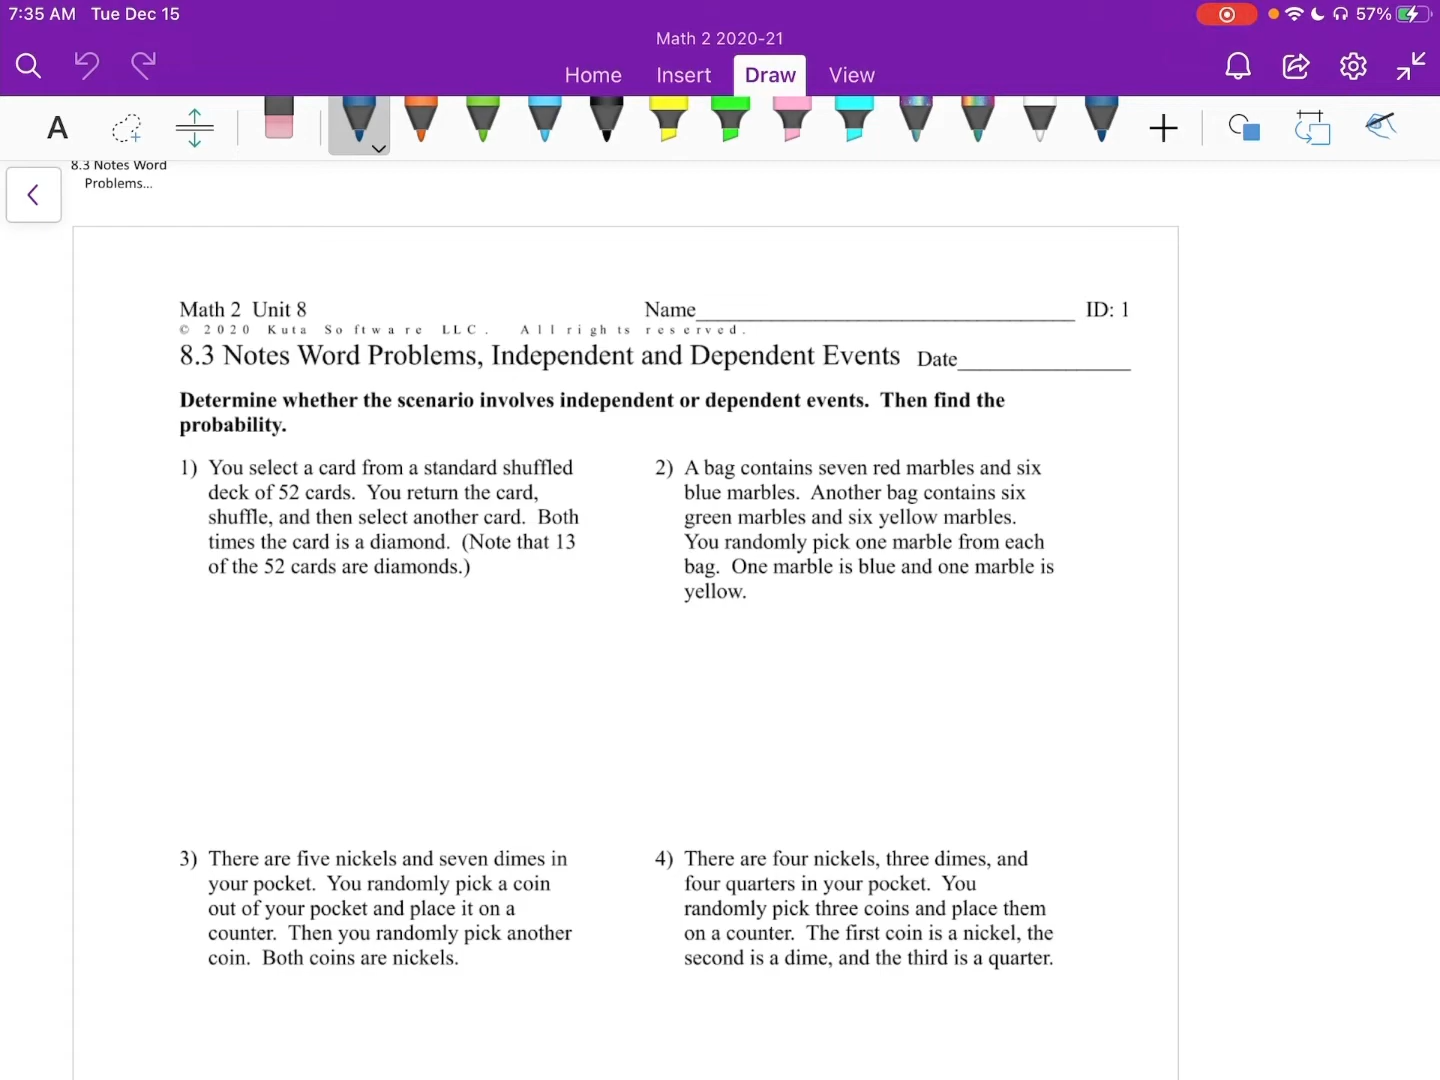 7:35 AM Tue Dec 15
57%
Math 2 2020-21
Home Insert Draw View
A
8.3 Notes Word
Problems...
Math 2 Unit 8 Name ID: 1
© 2020 Kuta Software LLC. All rights reserved.
8.3 Notes Word Problems, Independent and Dependent Events Date
Determine whether the scenario involves independent or dependent events. Then find the
probability.
1) You select a card from a standard shuffled
deck of 52 cards. You return the card,
shuffle, and then select another card. Both
times the card is a diamond. (Note that 13
of the 52 cards are diamonds.)
2) A bag contains seven red marbles and six
blue marbles. Another bag contains six
green marbles and six yellow marbles.
You randomly pick one marble from each
bag. One marble is blue and one marble is
yellow.
3) There are five nickels and seven dimes in
your pocket. You randomly pick a coin
out of your pocket and place it on a
counter. Then you randomly pick another
coin. Both coins are nickels.
4) There are four nickels, three dimes, and
four quarters in your pocket. You
randomly pick three coins and place them
on a counter. The first coin is a nickel, the
second is a dime, and the third is a quarter.